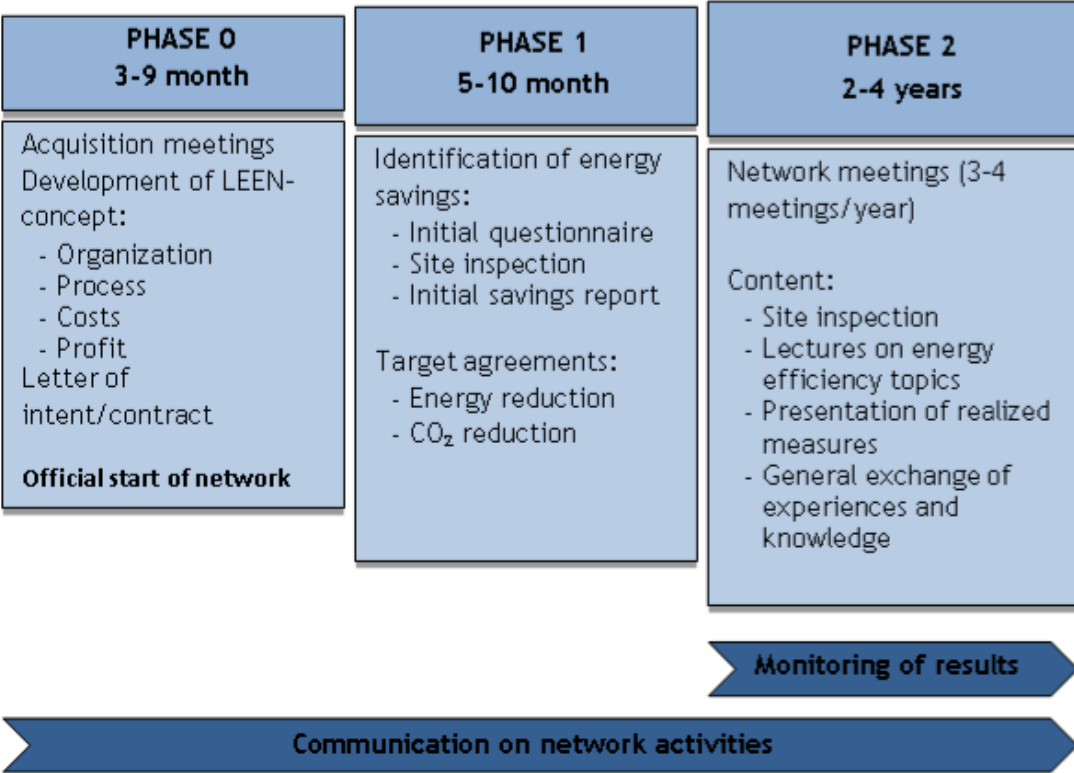 PHASE 0
3-9 month
Acquisition meetings
Development of LEEN-
concept:
- Organization
- Process
- Costs
- Profit
Letter of
intent/contract
Official start of network
PHASE 1
5-10 month
Identification of energy
savings:
- Initial questionnaire
- Site inspection
- Initial savings report
Target agreements:
- Energy reduction
- CO₂ reduction
PHASE 2
2-4 years
Network meetings (3-4
meetings/year)
Content:
- Site inspection
- Lectures on energy
efficiency topics
- Presentation of realized
measures
- General exchange of
experiences and
knowledge
Monitoring of results
Communication on network activities